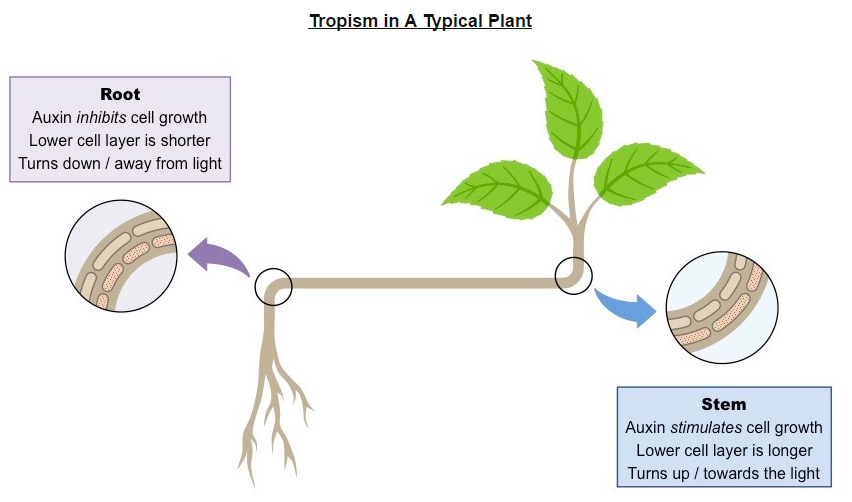 Tropism in A Typical Plant
Root
Auxin inhibits cell growth
Lower cell layer is shorter
Turns down / away from light
Stem
Auxin stimulates cell growth
Lower cell layer is longer
Turns up / towards the light